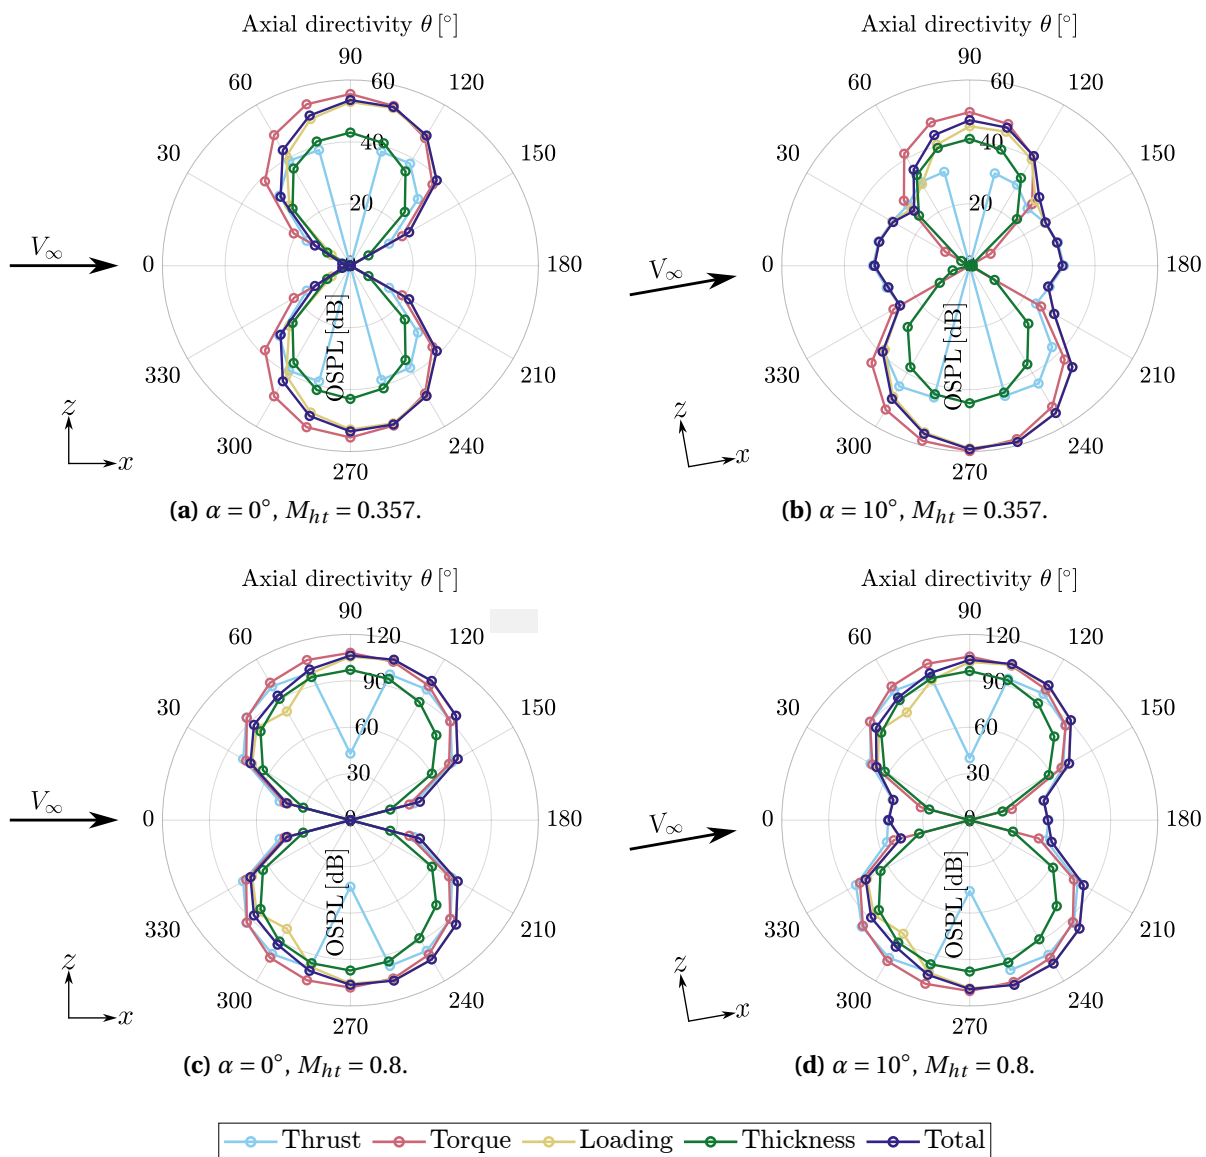 Axial directivity θ [°]
90
60
120
60
30
40
150
20
V∞
0
180
OSPL [dB]
330
210
z
x
300
240
270
(a) α = 0°, Mht = 0.357.
Axial directivity θ [°]
90
60
120
60
30
40
150
20
V∞
0
180
OSPL [dB]
330
210
z
x
300
240
270
(b) α = 10°, Mht = 0.357.
Axial directivity θ [°]
90
60
120
120
30
90
150
60
30
V∞
0
0
180
OSPL [dB]
330
210
z
x
300
240
270
(c) α = 0°, Mht = 0.8.
Axial directivity θ [°]
90
60
120
120
30
90
150
60
30
V∞
0
0
180
OSPL [dB]
330
210
z
x
300
240
270
(d) α = 10°, Mht = 0.8.
Thrust Torque Loading Thickness Total